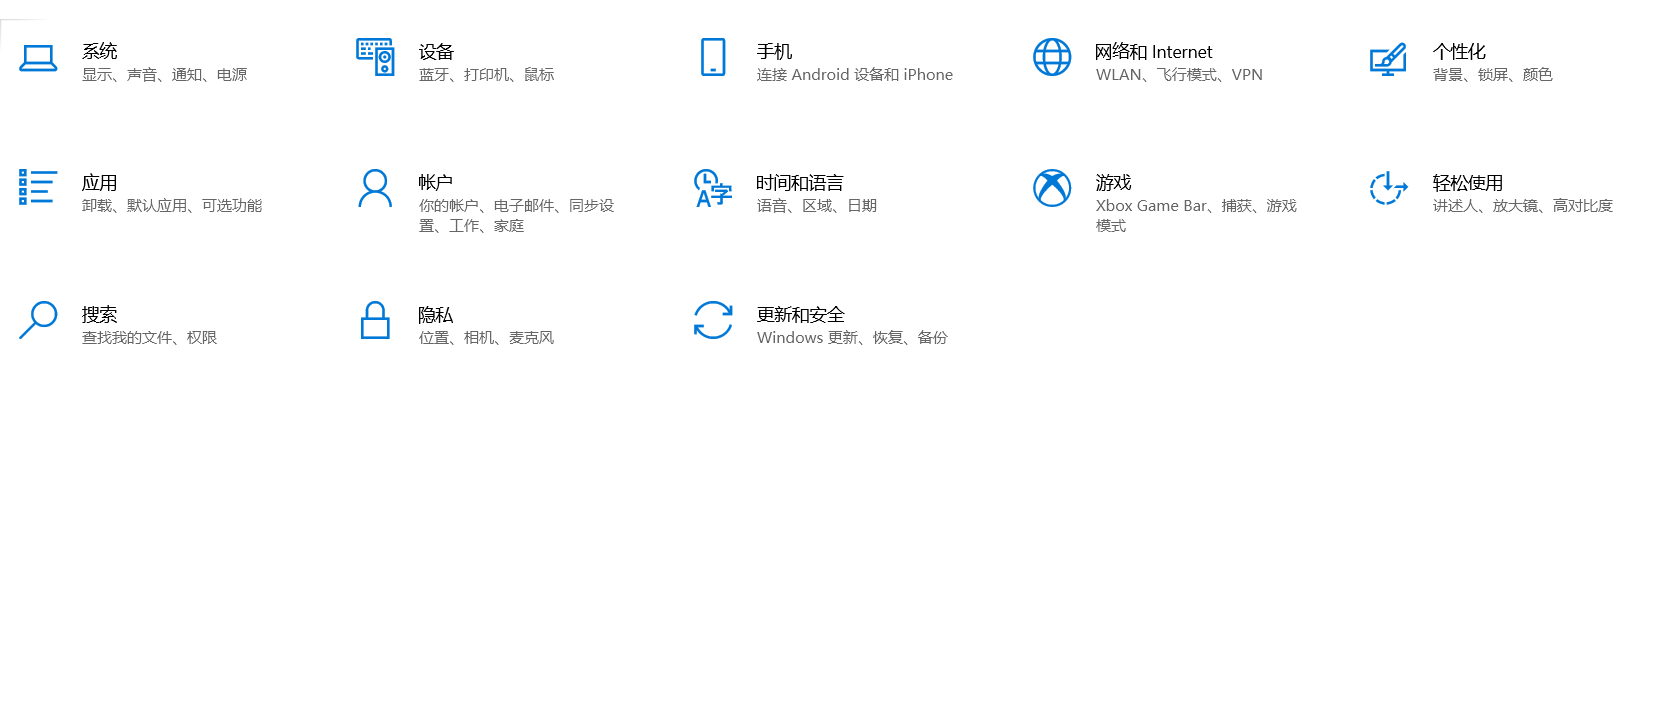 系统
显示、声音、通知、电源
设备
蓝牙、打印机、鼠标
手机
连接 Android 设备和 iPhone
网络和 Internet
WLAN、飞行模式、VPN
个性化
背景、锁屏、颜色
应用
卸载、默认应用、可选功能
帐户
你的帐户、电子邮件、同步设
置、工作、家庭
时间和语言
语音、区域、日期
游戏
Xbox Game Bar、捕获、游戏
模式
轻松使用
讲述人、放大镜、高对比度
搜索
查找我的文件、权限
隐私
位置、相机、麦克风
更新和安全
Windows 更新、恢复、备份